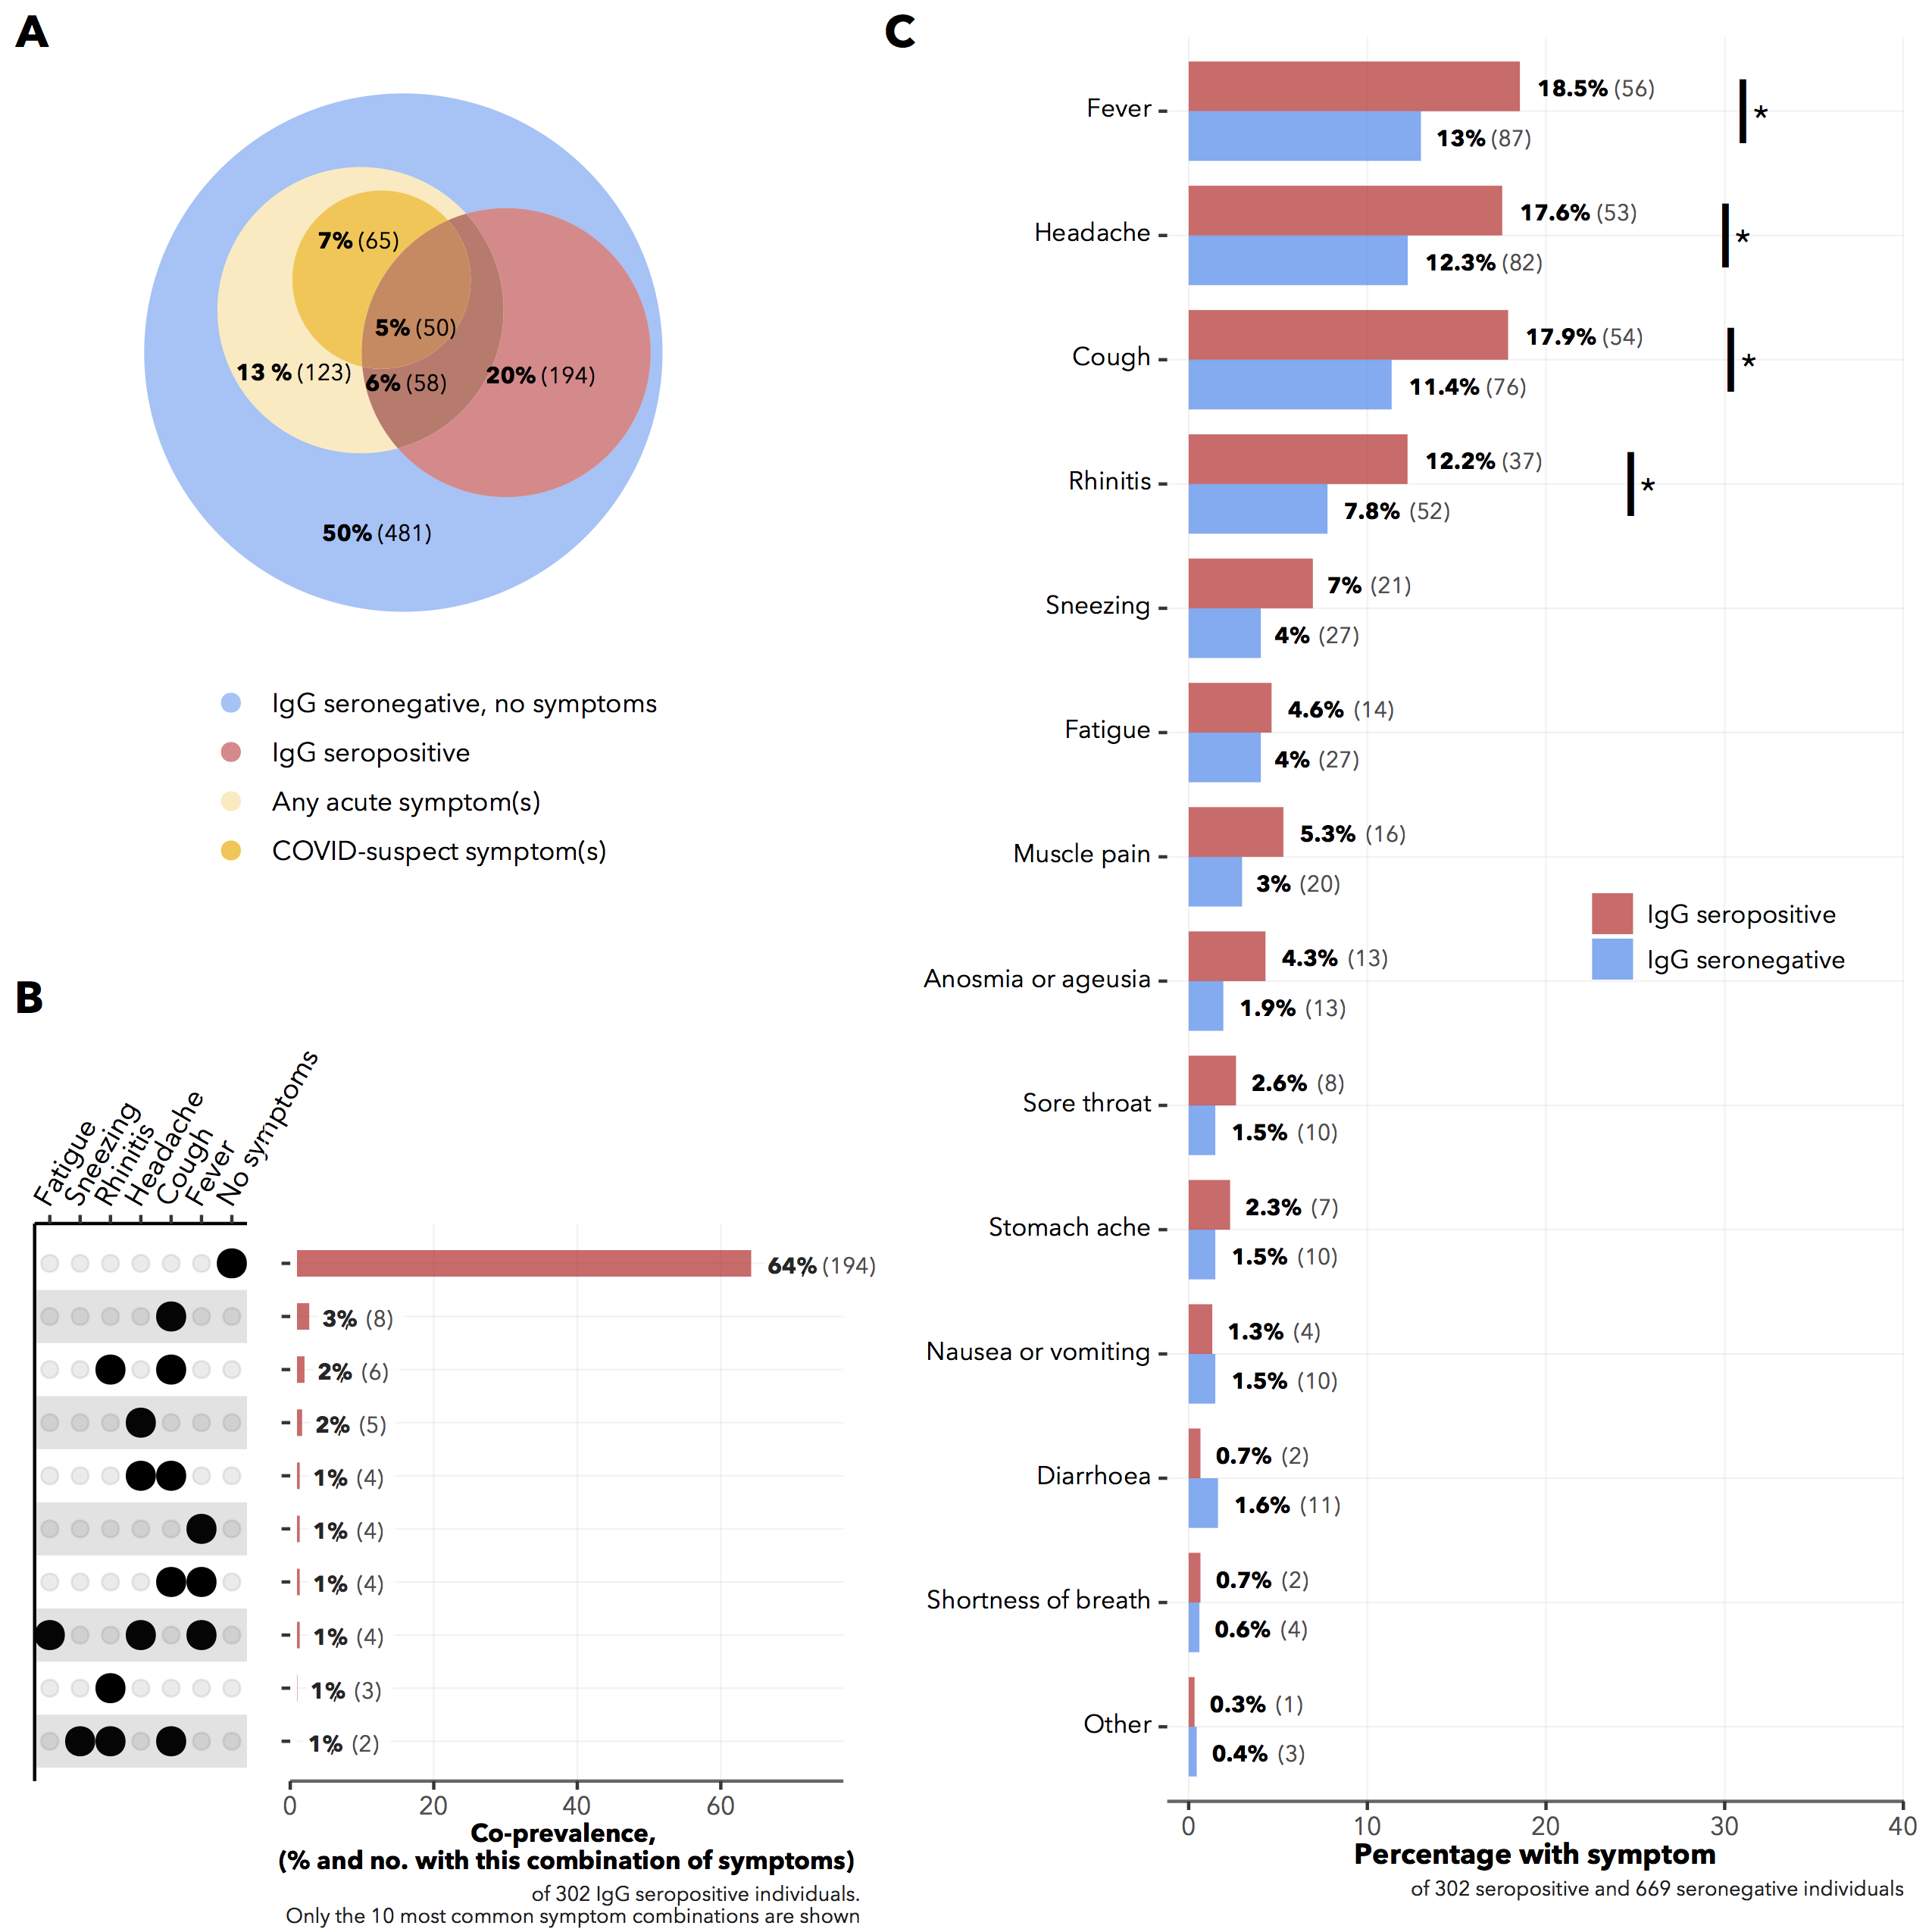 A
7% (65)
5% (50)
13 % (123)
6% (58)
20% (194)
50% (481)
IgG seronegative, no symptoms
IgG seropositive
Any acute symptom(s)
COVID-suspect symptom(s)
B
Fatigue
Sneezing
Rhinitis
Headache
Cough
Fever
No symptoms
64% (194)
3% (8)
2% (6)
2% (5)
1% (4)
1% (4)
1% (4)
1% (4)
1% (3)
1% (2)
0 20 40 60
Co-prevalence,
(% and no. with this combination of symptoms)
of 302 IgG seropositive individuals.
Only the 10 most common symptom combinations are shown
C
Fever
18.5% (56)
13% (87)
*
Headache
17.6% (53)
12.3% (82)
*
Cough
17.9% (54)
11.4% (76)
*
Rhinitis
12.2% (37)
7.8% (52)
*
Sneezing
7% (21)
4% (27)
Fatigue
4.6% (14)
4% (27)
Muscle pain
5.3% (16)
3% (20)
Anosmia or ageusia
4.3% (13)
1.9% (13)
Sore throat
2.6% (8)
1.5% (10)
Stomach ache
2.3% (7)
1.5% (10)
Nausea or vomiting
1.3% (4)
1.5% (10)
Diarrhoea
0.7% (2)
1.6% (11)
Shortness of breath
0.7% (2)
0.6% (4)
Other
0.3% (1)
0.4% (3)
IgG seropositive
IgG seronegative
0 10 20 30 40
Percentage with symptom
of 302 seropositive and 669 seronegative individuals